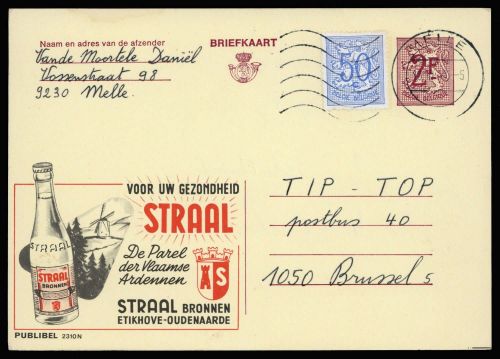 Naam en adres van de afzender
Vande Moortele Daniël
Vossenstraat 98
9230 Melle.
BRIEFKAART
50
BELGIE-BELGIQUE
2F
MELLE
VOOR UW GEZONDHEID
STRAAL
De Parel
der Vlaamse
Ardennen
S
STRAAL BRONNEN
ETIKHOVE-OUDENAARDE
STRAAL
STRAAL
BRONNEN
PUBLIBEL 2310N
TIP-TOP
postbus 40
1050 Brussel 5